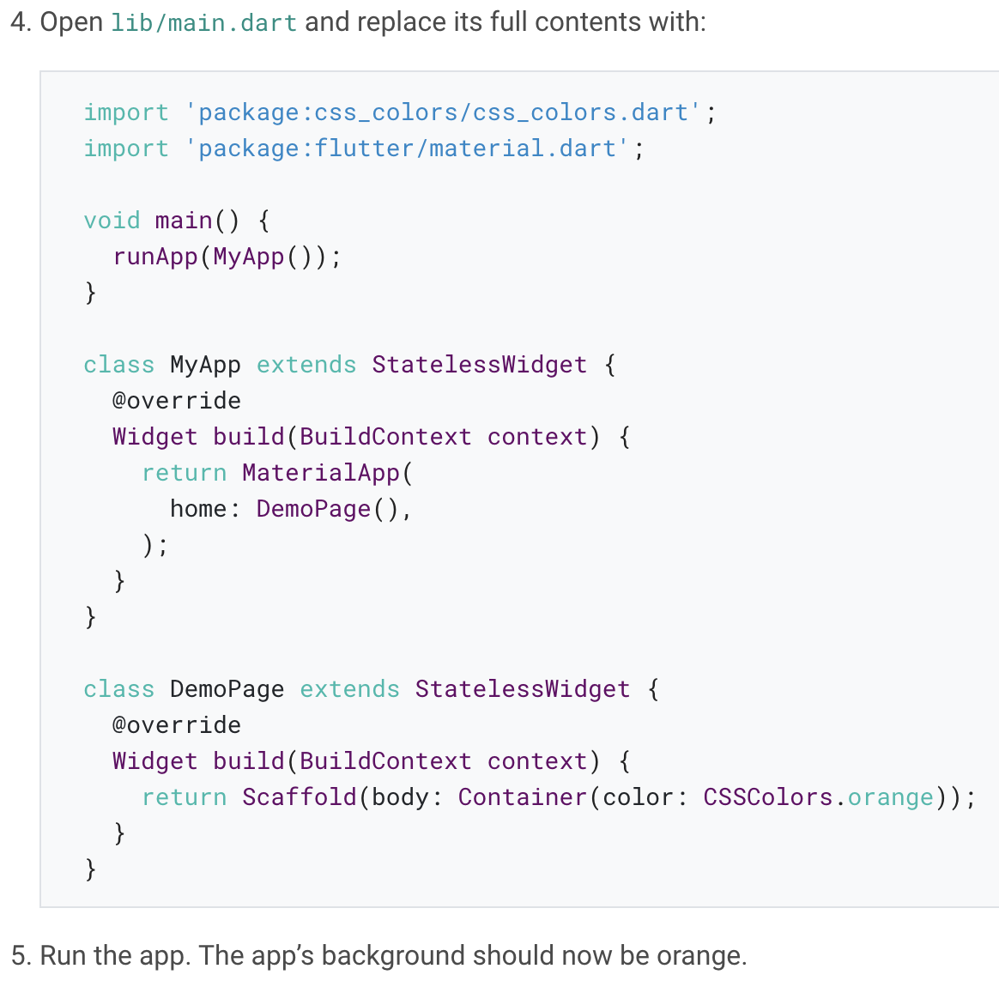 4. Open lib/main.dart and replace its full contents with:
import 'package:css_colors/css_colors.dart';
import 'package:flutter/material.dart';
void main() {
  runApp(MyApp());
}
class MyApp extends StatelessWidget {
  @override
  Widget build(BuildContext context) {
    return MaterialApp(
      home: DemoPage(),
    );
  }
}
class DemoPage extends StatelessWidget {
  @override
  Widget build(BuildContext context) {
    return Scaffold(body: Container(color: CSSColors.orange));
  }
}
5. Run the app. The app’s background should now be orange.